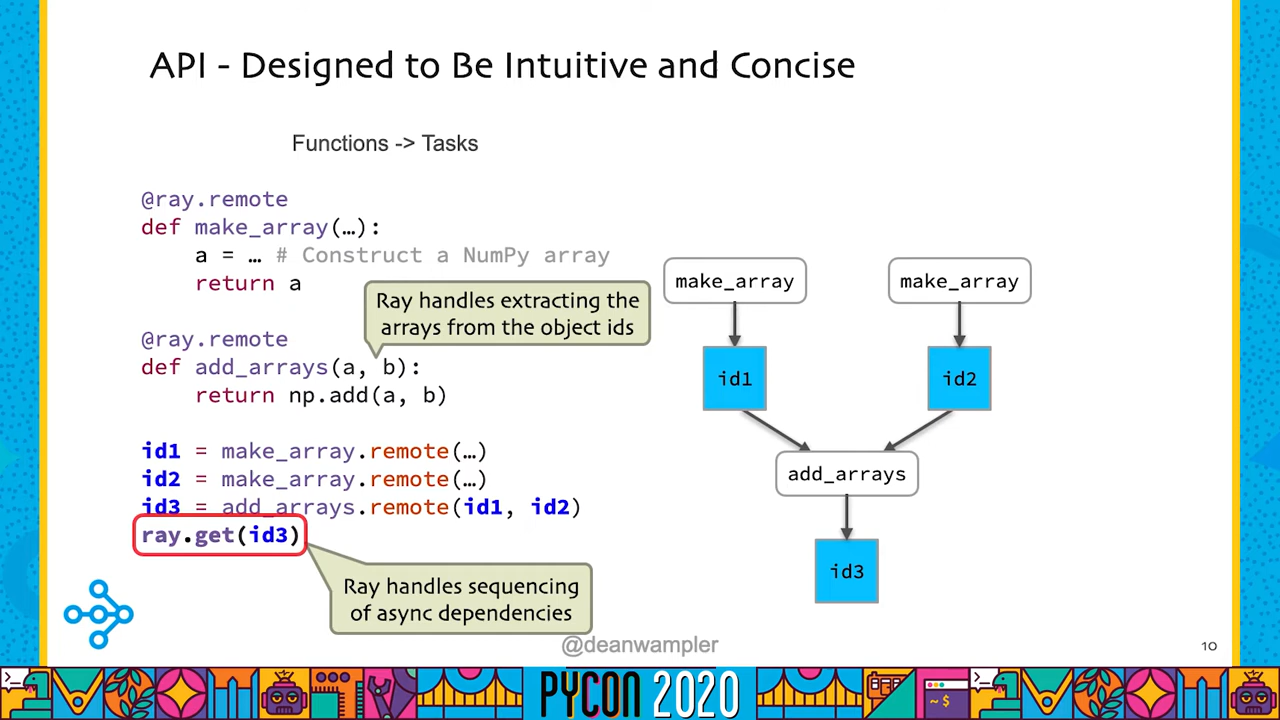 API - Designed to Be Intuitive and Concise
Functions -> Tasks
@ray.remote
def make_array(…):
a = … # Construct a NumPy array
return a
Ray handles extracting the
arrays from the object ids
@ray.remote
def add_arrays(a, b):
return np.add(a, b)
id1 = make_array.remote(…)
id2 = make_array.remote(…)
id3 = add_arrays.remote(id1, id2)
ray.get(id3)
Ray handles sequencing
of async dependencies
make_array
make_array
id1
id2
add_arrays
id3
@deanwampler
10
PYCON 2020
>_
~$